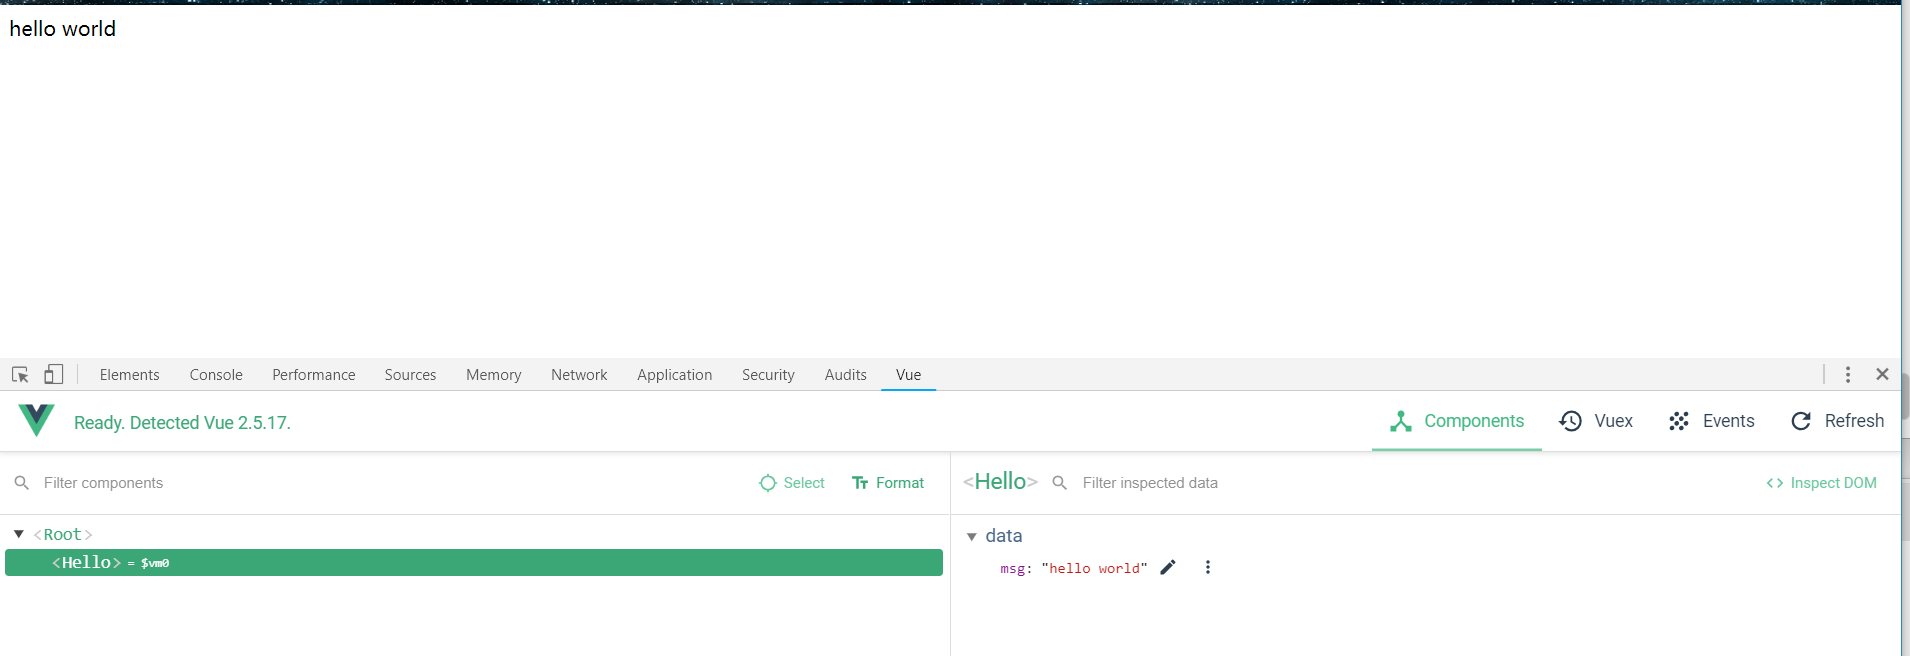 hello world
Elements Console Performance Sources Memory Network Application Security Audits Vue
Ready. Detected Vue 2.5.17. Components Vuex Events Refresh
Filter components Select Format <Hello> Filter inspected data <> Inspect DOM
<Root> data
<Hello> = $vm0 msg: "hello world"